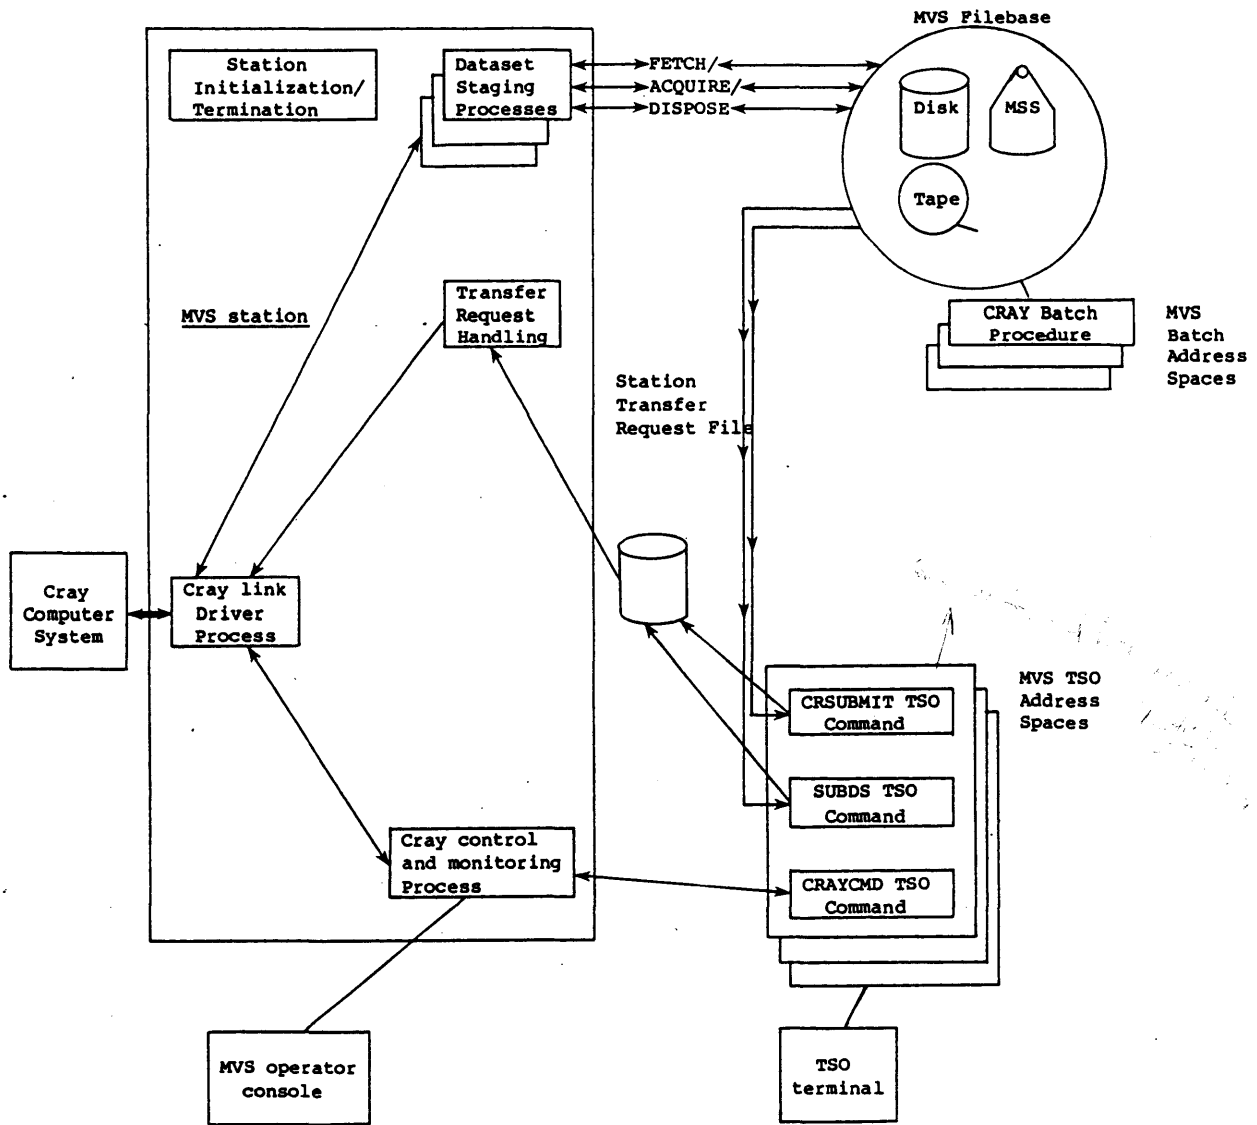 MVS Filebase
Station
Initialization/
Termination
Dataset
Staging
Processes
FETCH/
ACQUIRE/
DISPOSE
Disk
MSS
Tape
MVS station
Transfer
Request
Handling
CRAY Batch
Procedure
MVS
Batch
Address
Spaces
Station
Transfer
Request File
Cray
Computer
System
Cray link
Driver
Process
CRSUBMIT TSO
Command
MVS TSO
Address
Spaces
SUBDS TSO
Command
Cray control
and monitoring
Process
CRAYCMD TSO
Command
MVS operator
console
TSO
terminal